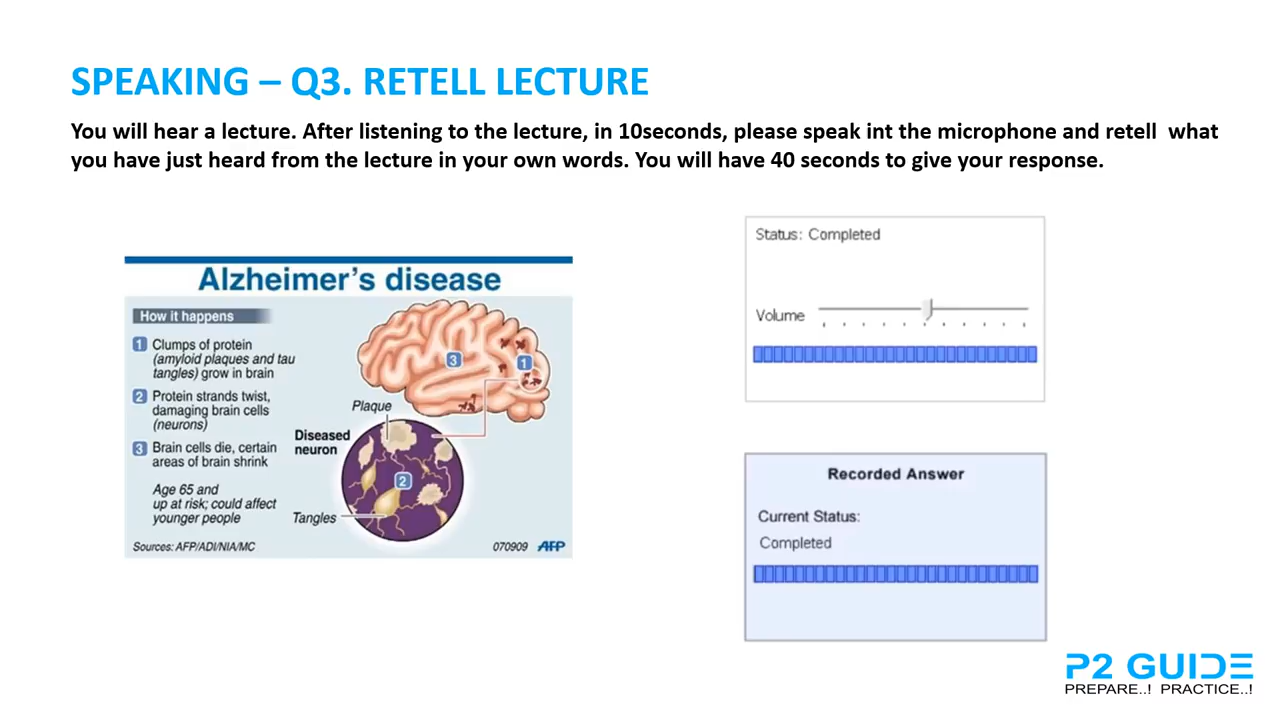 SPEAKING – Q3. RETELL LECTURE
You will hear a lecture. After listening to the lecture, in 10seconds, please speak int the microphone and retell what
you have just heard from the lecture in your own words. You will have 40 seconds to give your response.
Alzheimer's disease
How it happens
1 Clumps of protein
(amyloid plaques and tau
tangles) grow in brain
2 Protein strands twist,
damaging brain cells
(neurons)
3 Brain cells die, certain
areas of brain shrink
Age 65 and
up at risk; could affect
younger people
3
1
Plaque
Diseased
neuron
2
Tangles
Sources: AFP/ADI/NIA/MC
070909 AFP
Status: Completed
Volume
Recorded Answer
Current Status:
Completed
P2 GUIDE
PREPARE..! PRACTICE..!